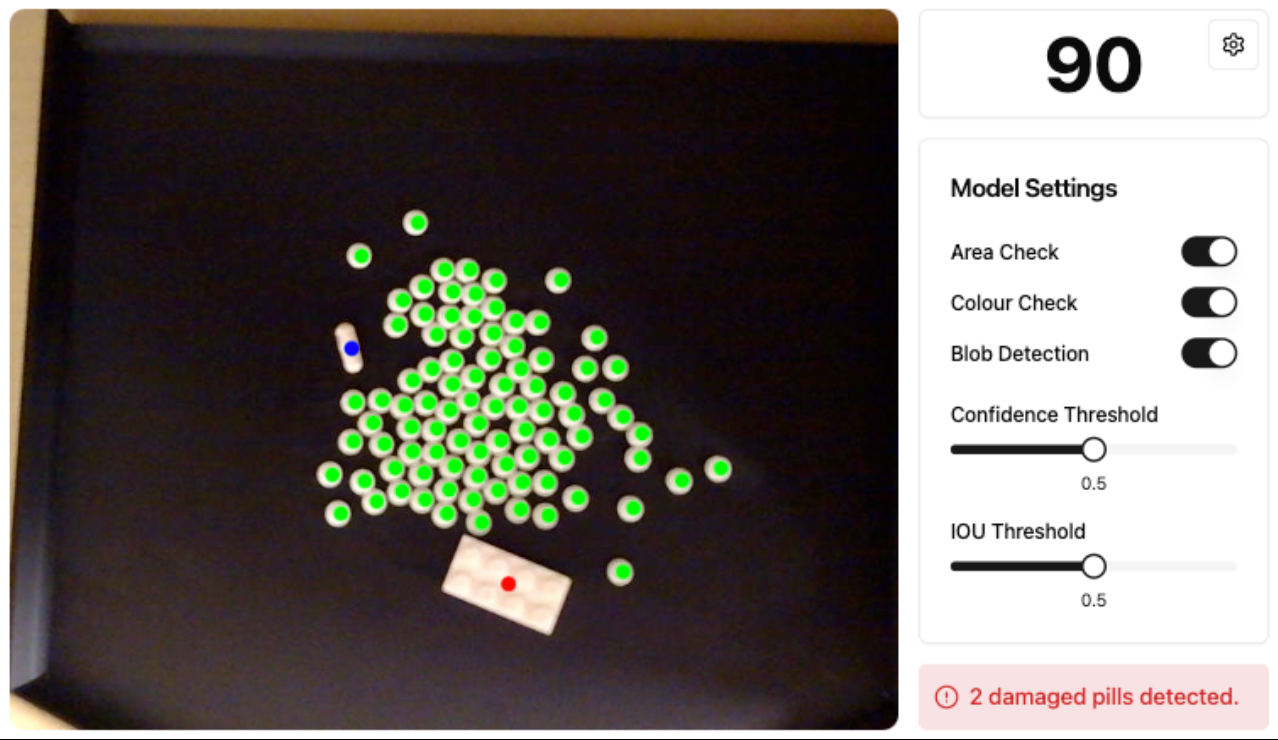 90
Model Settings
Area Check
Colour Check
Blob Detection
Confidence Threshold
0.5
IOU Threshold
0.5
2 damaged pills detected.